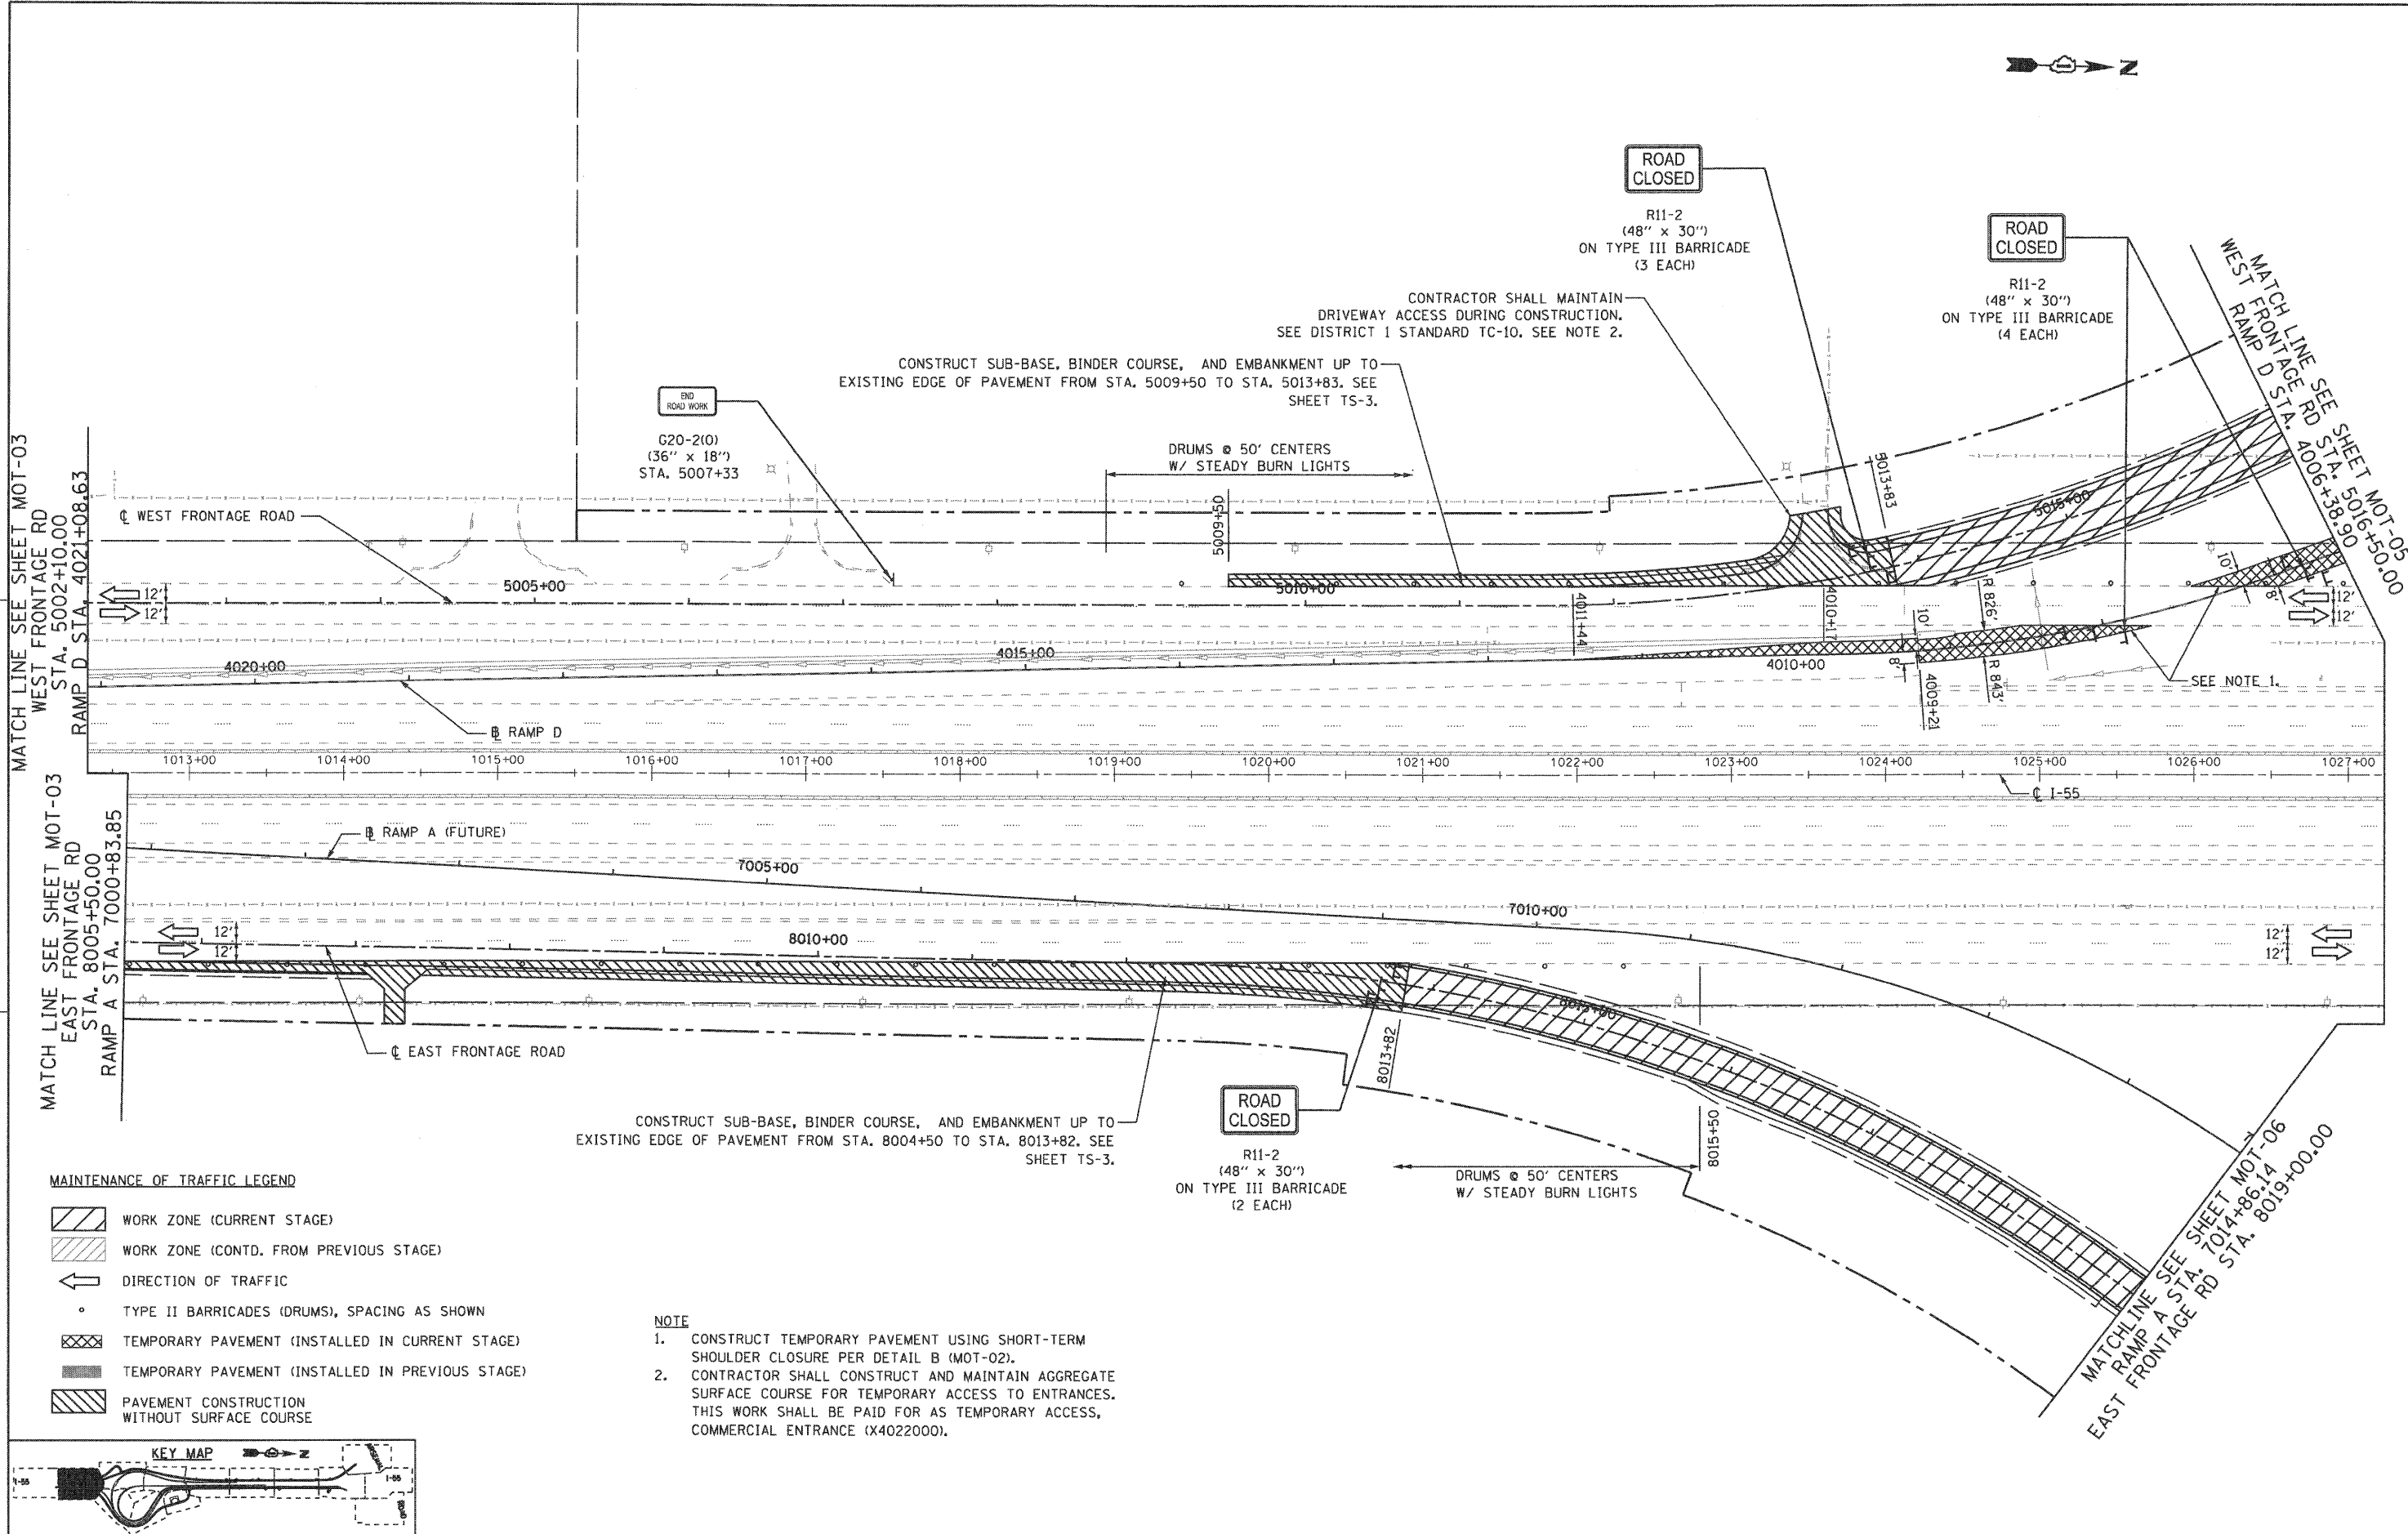 N
ROAD
CLOSED
R11-2
(48" x 30")
ON TYPE III BARRICADE
(3 EACH)
ROAD
CLOSED
R11-2
(48" x 30")
ON TYPE III BARRICADE
(4 EACH)
CONTRACTOR SHALL MAINTAIN
DRIVEWAY ACCESS DURING CONSTRUCTION.
SEE DISTRICT 1 STANDARD TC-10. SEE NOTE 2.
CONSTRUCT SUB-BASE, BINDER COURSE, AND EMBANKMENT UP TO
EXISTING EDGE OF PAVEMENT FROM STA. 5009+50 TO STA. 5013+83. SEE
SHEET TS-3.
END
ROAD WORK
G20-2(0)
(36" x 18")
STA. 5007+33
DRUMS @ 50' CENTERS
W/ STEADY BURN LIGHTS
MATCH LINE SEE SHEET MOT-05
WEST FRONTAGE RD STA. 5016+50.00
RAMP D STA. 4006+38.90
MATCH LINE SEE SHEET MOT-03
WEST FRONTAGE RD
STA. 5002+10.00
RAMP D STA. 4021+08.63
℄ WEST FRONTAGE ROAD
5009+50
5013+83
5015+00
12'
12'
5005+00
5010+00
4011+44
4010+17
10'
R 826'
10'
8'
12'
12'
4020+00
4015+00
4010+00
8'
4009+21
R 843'
SEE NOTE 1.
B RAMP D
1013+00
1014+00
1015+00
1016+00
1017+00
1018+00
1019+00
1020+00
1021+00
1022+00
1023+00
1024+00
1025+00
1026+00
1027+00
℄ I-55
MATCH LINE SEE SHEET MOT-03
EAST FRONTAGE RD
STA. 8005+50.00
RAMP A STA. 7000+83.85
B RAMP A (FUTURE)
7005+00
7010+00
12'
12'
8010+00
12'
12'
8015+00
℄ EAST FRONTAGE ROAD
8013+82
8015+50
CONSTRUCT SUB-BASE, BINDER COURSE, AND EMBANKMENT UP TO
EXISTING EDGE OF PAVEMENT FROM STA. 8004+50 TO STA. 8013+82. SEE
SHEET TS-3.
ROAD
CLOSED
R11-2
(48" x 30")
ON TYPE III BARRICADE
(2 EACH)
DRUMS @ 50' CENTERS
W/ STEADY BURN LIGHTS
MATCHLINE SEE SHEET MOT-06
RAMP A STA. 7014+86.14
EAST FRONTAGE RD STA. 8019+00.00
MAINTENANCE OF TRAFFIC LEGEND
WORK ZONE (CURRENT STAGE)
WORK ZONE (CONTD. FROM PREVIOUS STAGE)
DIRECTION OF TRAFFIC
TYPE II BARRICADES (DRUMS), SPACING AS SHOWN
TEMPORARY PAVEMENT (INSTALLED IN CURRENT STAGE)
TEMPORARY PAVEMENT (INSTALLED IN PREVIOUS STAGE)
PAVEMENT CONSTRUCTION
WITHOUT SURFACE COURSE
NOTE
1. CONSTRUCT TEMPORARY PAVEMENT USING SHORT-TERM
SHOULDER CLOSURE PER DETAIL B (MOT-02).
2. CONTRACTOR SHALL CONSTRUCT AND MAINTAIN AGGREGATE
SURFACE COURSE FOR TEMPORARY ACCESS TO ENTRANCES.
THIS WORK SHALL BE PAID FOR AS TEMPORARY ACCESS,
COMMERCIAL ENTRANCE (X4022000).
KEY MAP
N
I-55
I-55